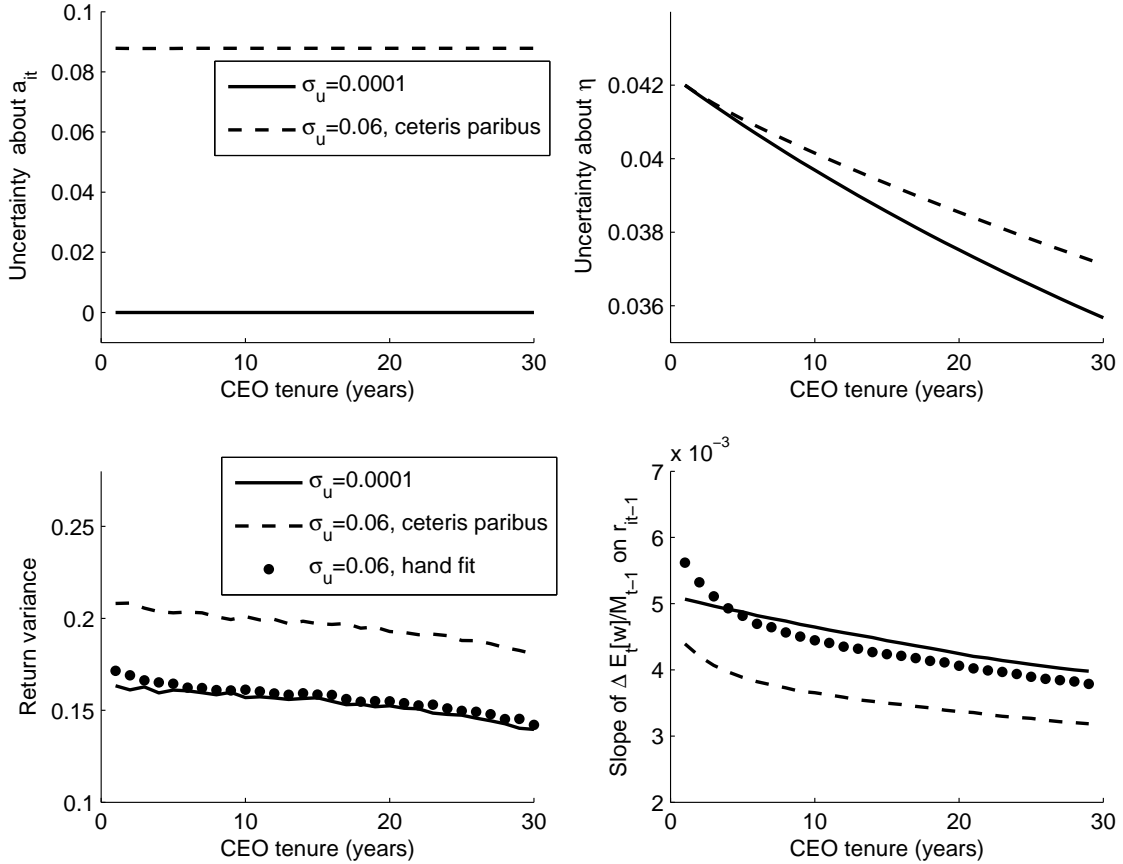 0.1
0.08
0.06
0.04
0.02
0
0
10
20
30
CEO tenure (years)
Uncertainty about a_it
σ_u=0.0001
σ_u=0.06, ceteris paribus
0.042
0.04
0.038
0.036
0
10
20
30
CEO tenure (years)
Uncertainty about η
0.25
0.2
0.15
0.1
0
10
20
30
CEO tenure (years)
Return variance
σ_u=0.0001
σ_u=0.06, ceteris paribus
σ_u=0.06, hand fit
x 10^−3
7
6
5
4
3
2
0
10
20
30
CEO tenure (years)
Slope of Δ E_t[w]/M_t−1 on r_it−1